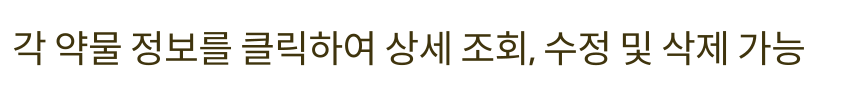 각 약물 정보를 클릭하여 상세 조회, 수정 및 삭제 가능